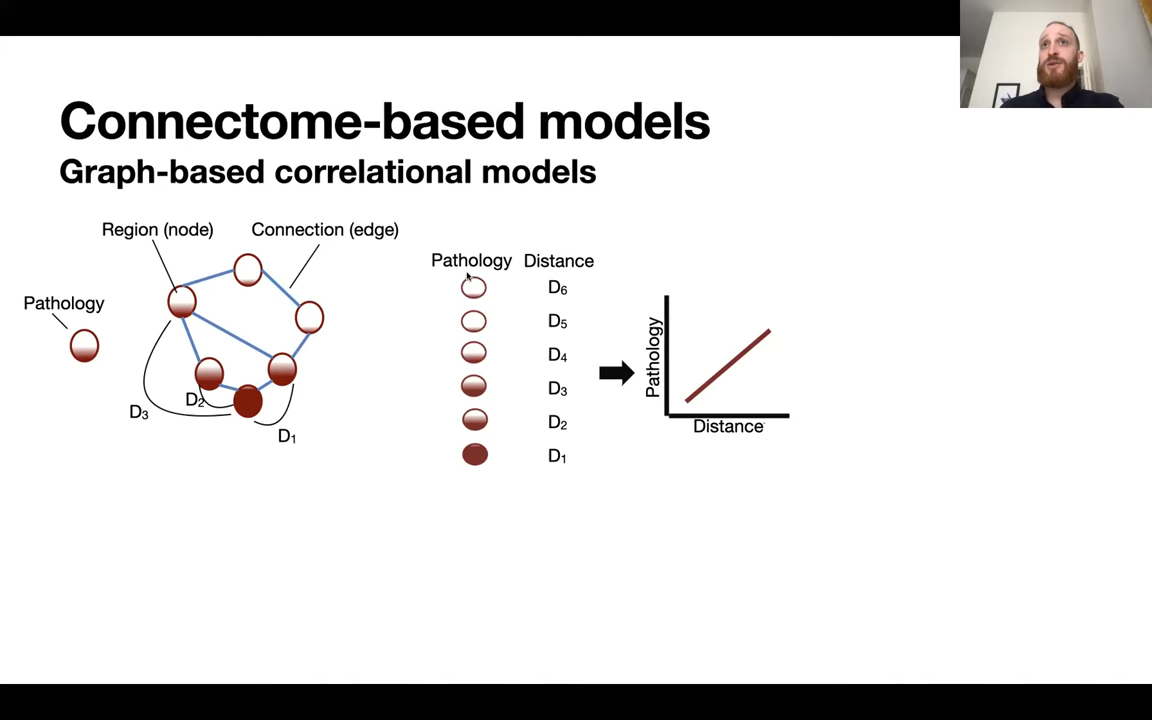 Connectome-based models
Graph-based correlational models
Region (node)
Connection (edge)
Pathology
D2
D3
D1
Pathology Distance
D6
D5
D4
D3
D2
D1
Pathology
Distance